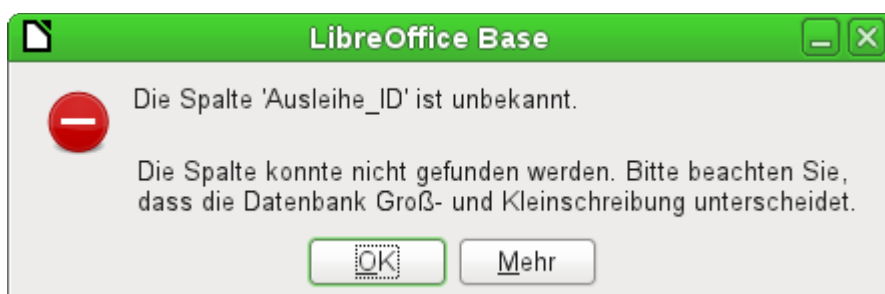 LibreOffice Base
Die Spalte 'Ausleihe_ID' ist unbekannt.
Die Spalte konnte nicht gefunden werden. Bitte beachten Sie,
dass die Datenbank Groß- und Kleinschreibung unterscheidet.
OK
Mehr